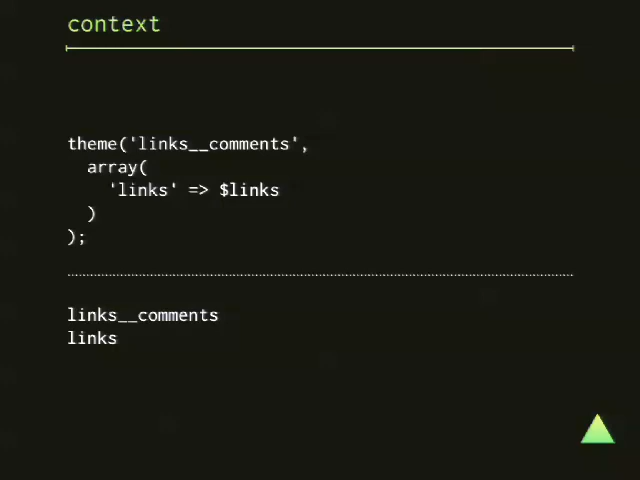 context
theme('links__comments',
  array(
    'links' => $links
  )
);
links__comments
links